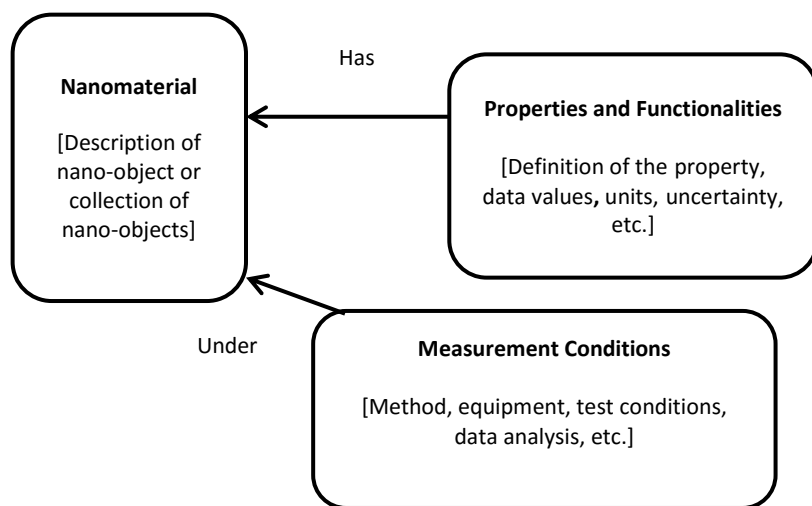 Has
Nanomaterial
[Description of
nano-object or
collection of
nano-objects]
Properties and Functionalities
[Definition of the property,
data values, units, uncertainty,
etc.]
Under
Measurement Conditions
[Method, equipment, test conditions,
data analysis, etc.]